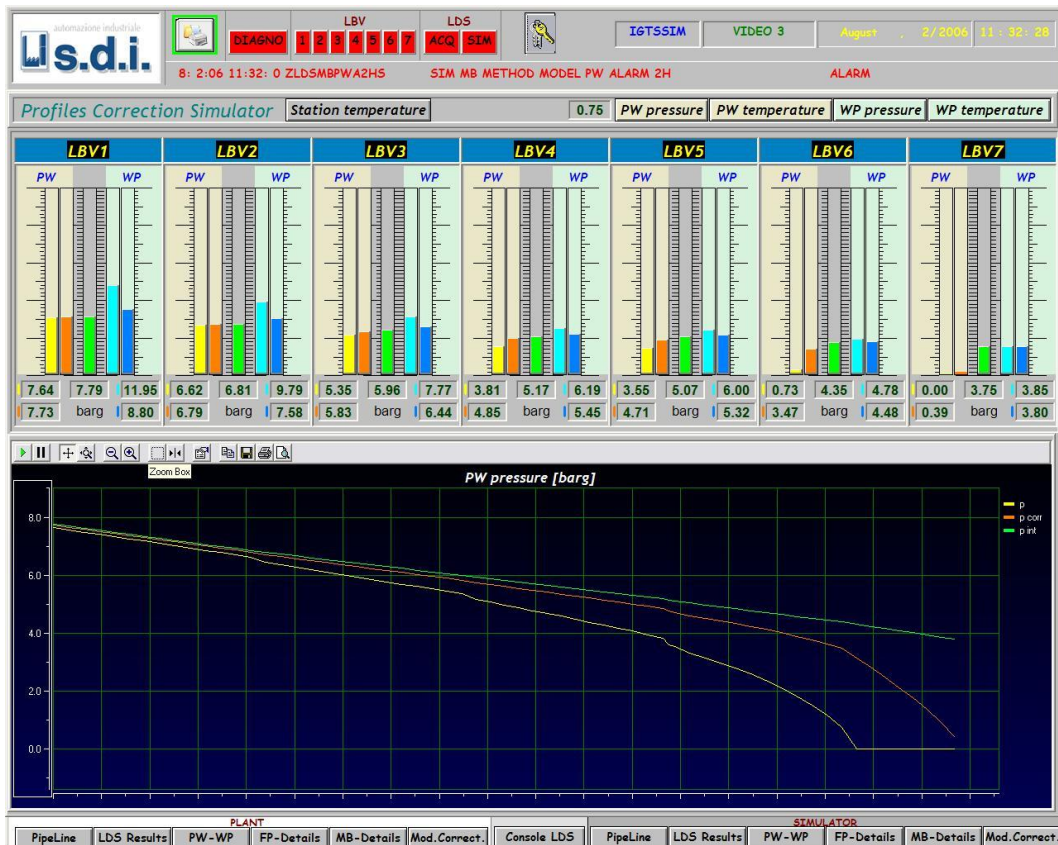 automazione industriale
s.d.i.
LBV LDS
DIAGNO 1 2 3 4 5 6 7 ACQ SIM
IGTSSIM VIDEO 3 August , 2/2006 11 : 32: 28
8: 2:06 11:32: 0 ZLDSMBPWA2HS SIM MB METHOD MODEL PW ALARM 2H ALARM
Profiles Correction Simulator Station temperature 0.75 PW pressure PW temperature WP pressure WP temperature
LBV1 LBV2 LBV3 LBV4 LBV5 LBV6 LBV7
PW WP PW WP PW WP PW WP PW WP PW WP PW WP
7.64 7.79 11.95 6.62 6.81 9.79 5.35 5.96 7.77 3.81 5.17 6.19 3.55 5.07 6.00 0.73 4.35 4.78 0.00 3.75 3.85
7.73 barg 8.80 6.79 barg 7.58 5.83 barg 6.44 4.85 barg 5.45 4.71 barg 5.32 3.47 barg 4.48 0.39 barg 3.80
Zoom Box
PW pressure [barg]
p
p corr
p int
8.0
6.0
4.0
2.0
0.0
PLANT SIMULATOR
PipeLine LDS Results PW-WP FP-Details MB-Details Mod.Correct. Console LDS PipeLine LDS Results PW-WP FP-Details MB-Details Mod.Correct.